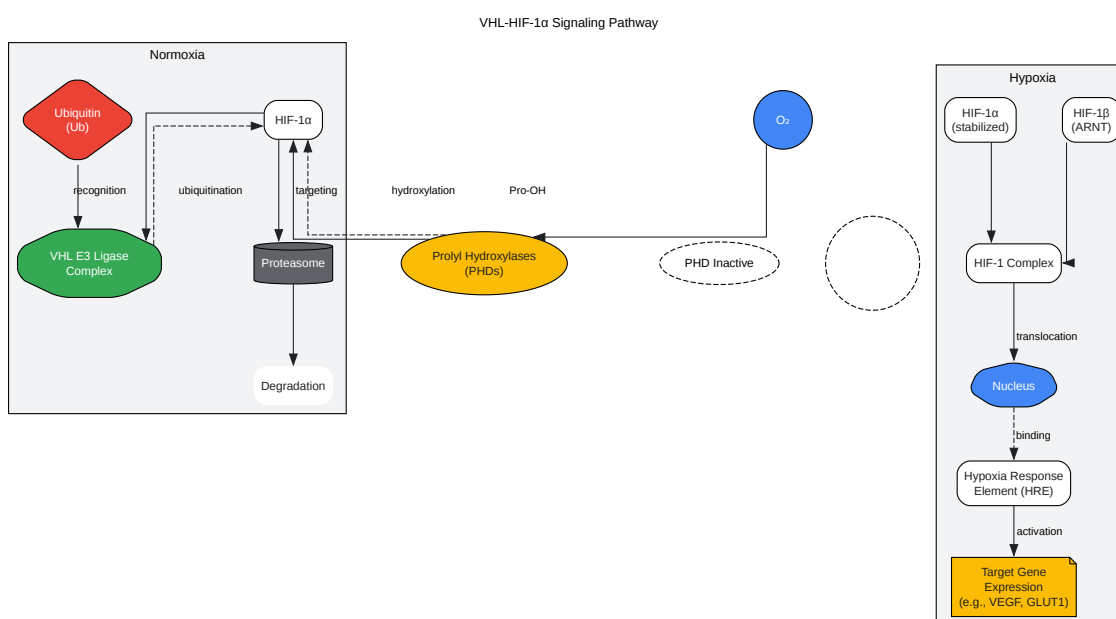 VHL-HIF-1α Signaling Pathway
Normoxia
Ubiquitin
(Ub)
HIF-1α
recognition
ubiquitination
targeting
hydroxylation
Pro-OH
VHL E3 Ligase
Complex
Proteasome
Degradation
Prolyl Hydroxylases
(PHDs)
O₂
PHD Inactive
Hypoxia
HIF-1α
(stabilized)
HIF-1β
(ARNT)
HIF-1 Complex
translocation
Nucleus
binding
Hypoxia Response
Element (HRE)
activation
Target Gene
Expression
(e.g., VEGF, GLUT1)